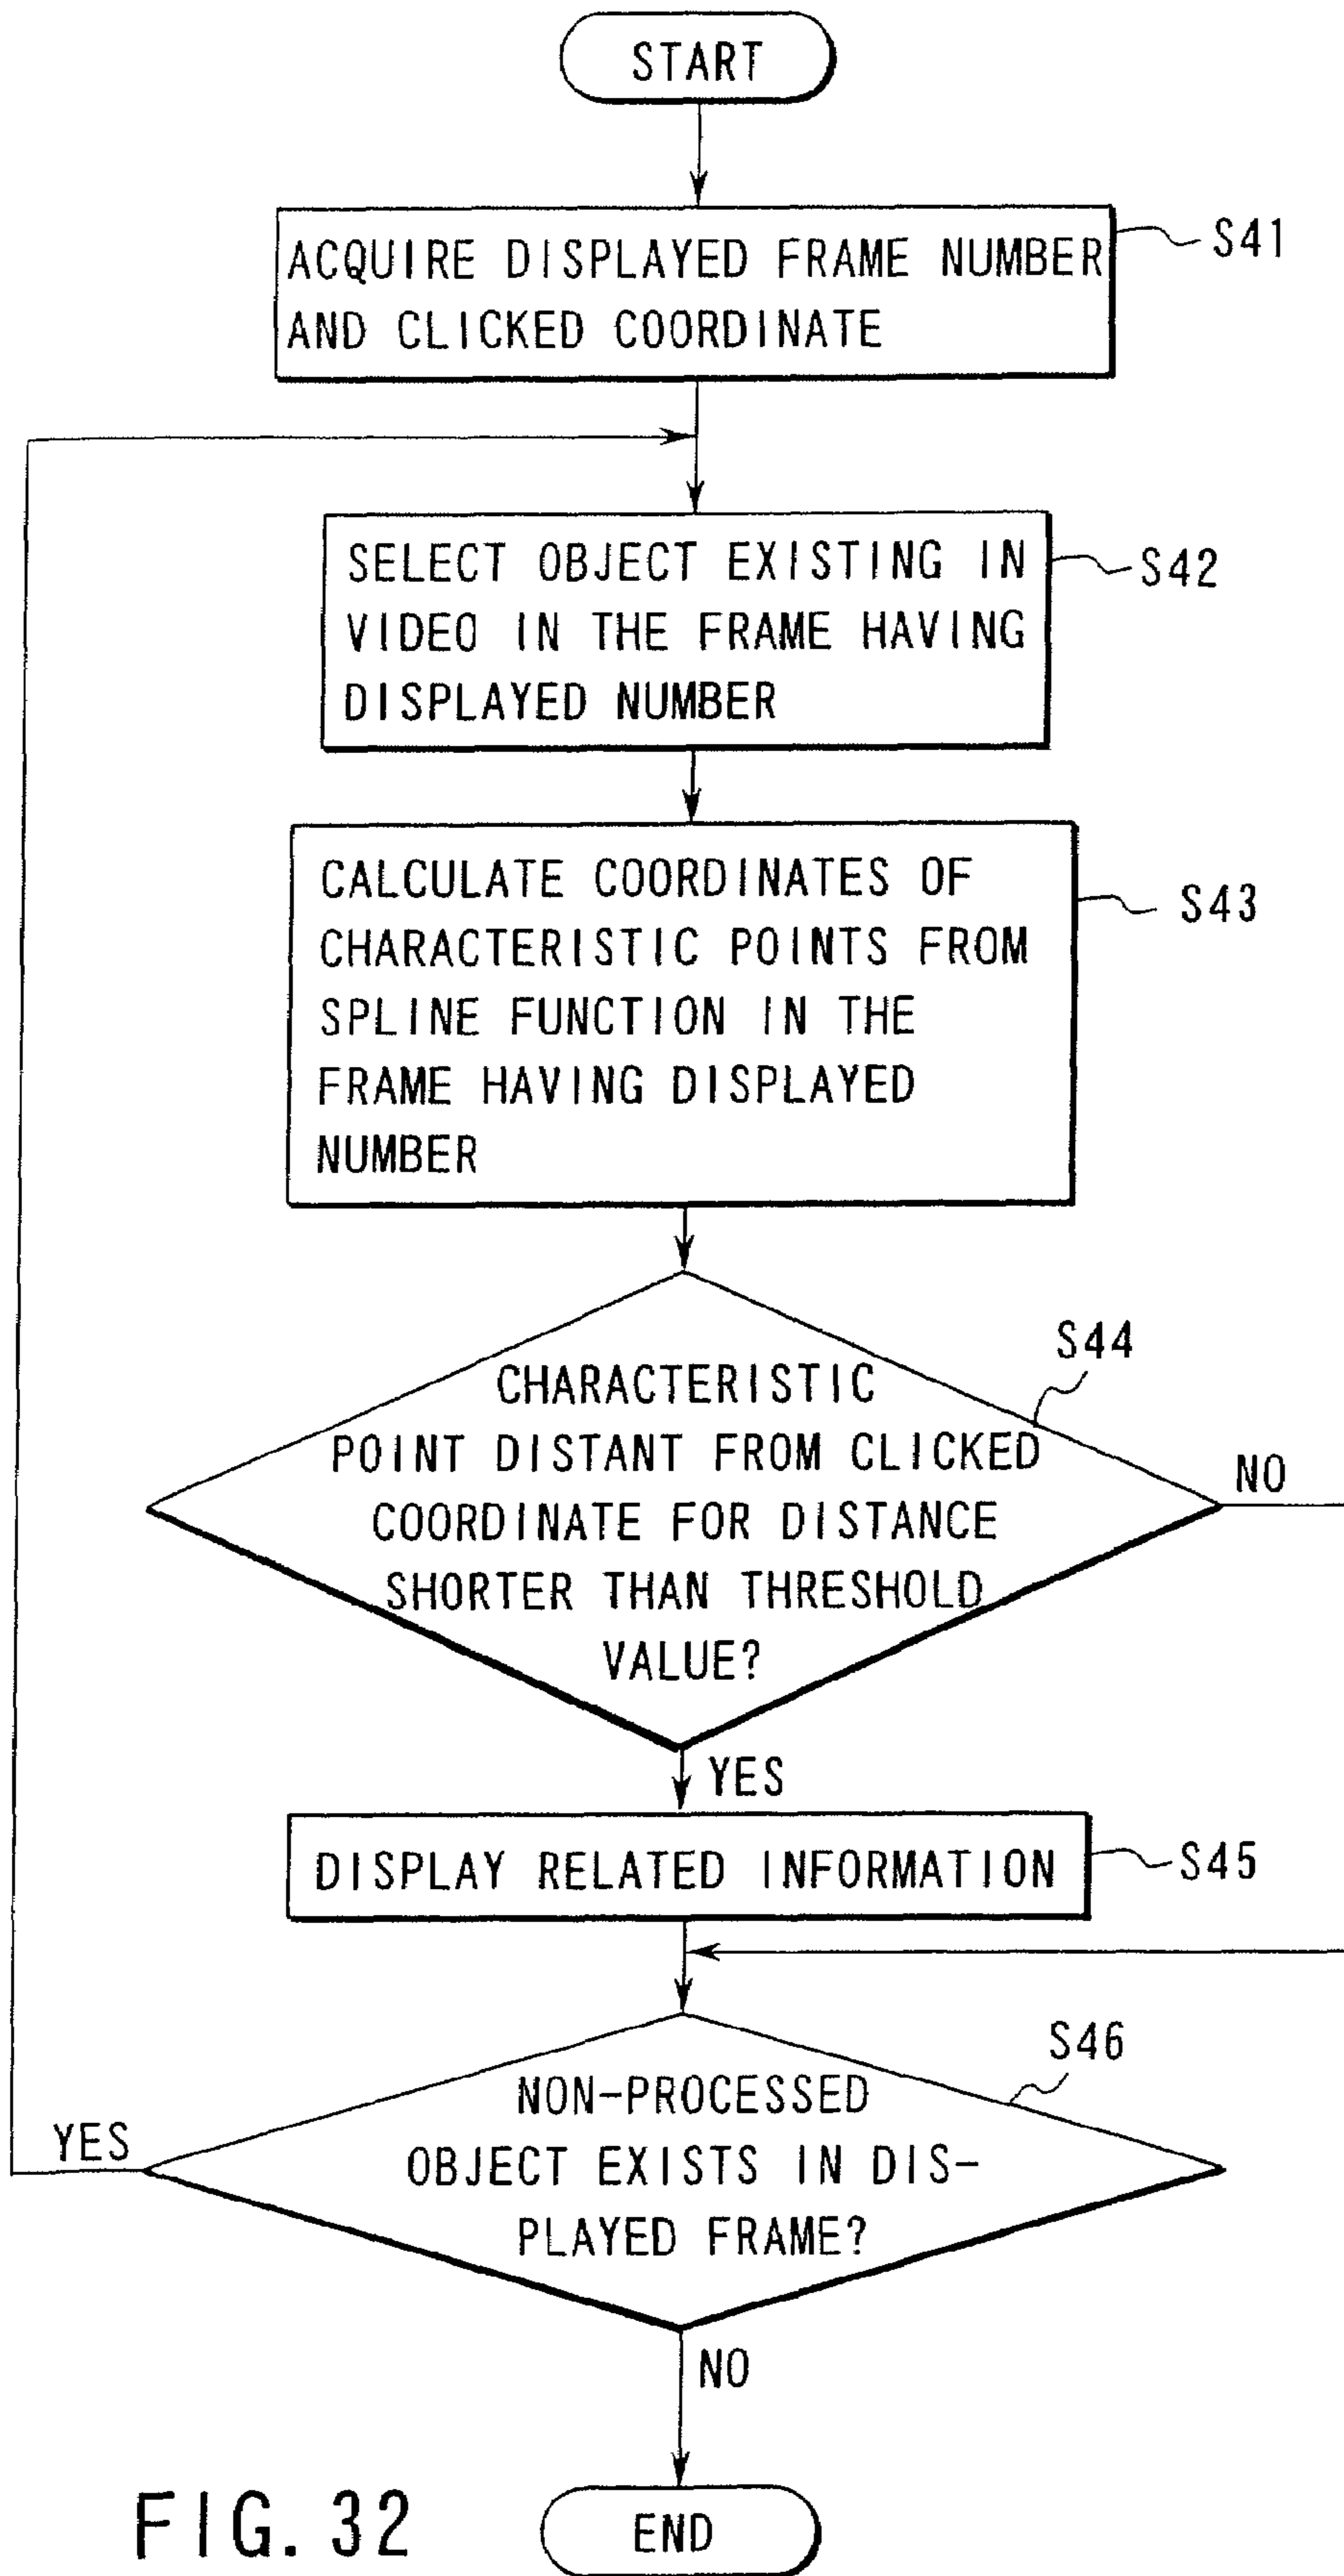 START
ACQUIRE DISPLAYED FRAME NUMBER
AND CLICKED COORDINATE
S41
SELECT OBJECT EXISTING IN
VIDEO IN THE FRAME HAVING
DISPLAYED NUMBER
S42
CALCULATE COORDINATES OF
CHARACTERISTIC POINTS FROM
SPLINE FUNCTION IN THE
FRAME HAVING DISPLAYED
NUMBER
S43
S44
CHARACTERISTIC
POINT DISTANT FROM CLICKED
COORDINATE FOR DISTANCE
SHORTER THAN THRESHOLD
VALUE?
NO
YES
DISPLAY RELATED INFORMATION
S45
S46
NON-PROCESSED
OBJECT EXISTS IN DIS-
PLAYED FRAME?
YES
NO
END
FIG. 32